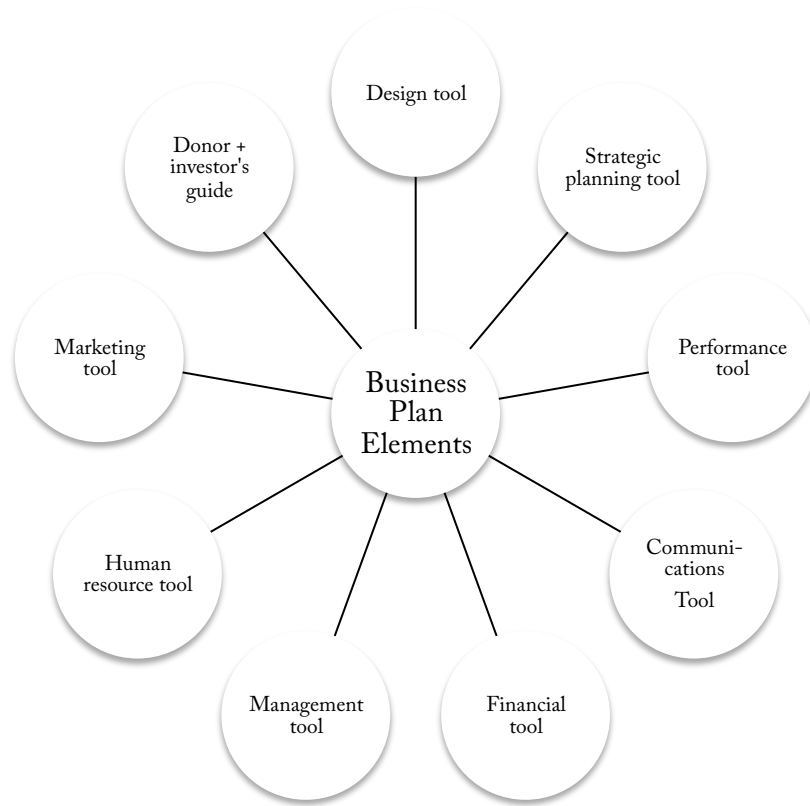 Design tool
Strategic
planning tool
Performance
tool
Communi-
cations
Tool
Financial
tool
Management
tool
Human
resource tool
Marketing
tool
Donor +
investor's
guide
Business
Plan
Elements